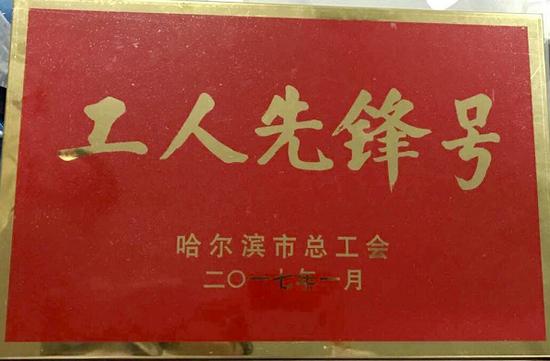 工人先锋号
哈尔滨市总工会
二〇一七年一月